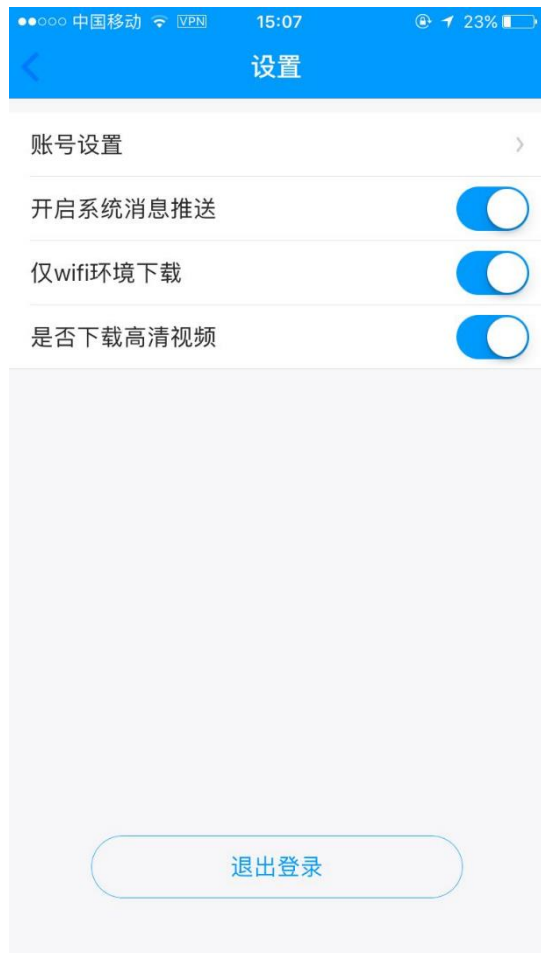 中国移动 VPN 15:07 23%
设置
账号设置
开启系统消息推送
仅wifi环境下载
是否下载高清视频
退出登录